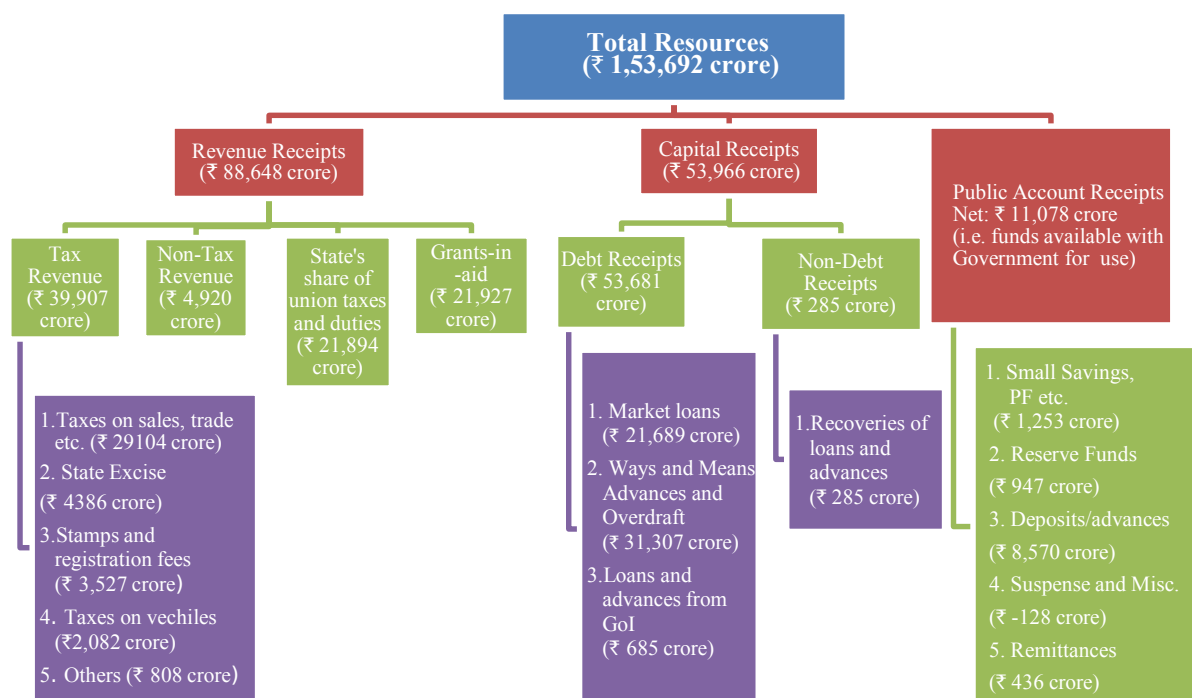 Total Resources
(₹ 1,53,692 crore)
Revenue Receipts
(₹ 88,648 crore)
Tax
Revenue
(₹ 39,907
crore)
1.Taxes on sales, trade
etc. (₹ 29104 crore)
2. State Excise
(₹ 4386 crore)
3.Stamps and
registration fees
(₹ 3,527 crore)
4. Taxes on vechiles
(₹2,082 crore)
5. Others (₹ 808 crore)
Non-Tax
Revenue
(₹ 4,920
crore)
State's
share of
union taxes
and duties
(₹ 21,894
crore)
Grants-in
-aid
(₹ 21,927
crore)
Capital Receipts
(₹ 53,966 crore)
Debt Receipts
(₹ 53,681
crore)
1. Market loans
(₹ 21,689 crore)
2. Ways and Means
Advances and
Overdraft
(₹ 31,307 crore)
3.Loans and
advances from
GoI
(₹ 685 crore)
Non-Debt
Receipts
(₹ 285 crore)
1.Recoveries of
loans and
advances
(₹ 285 crore)
Public Account Receipts
Net: ₹ 11,078 crore
(i.e. funds available with
Government for use)
1. Small Savings,
PF etc.
(₹ 1,253 crore)
2. Reserve Funds
(₹ 947 crore)
3. Deposits/advances
(₹ 8,570 crore)
4. Suspense and Misc.
(₹ -128 crore)
5. Remittances
(₹ 436 crore)